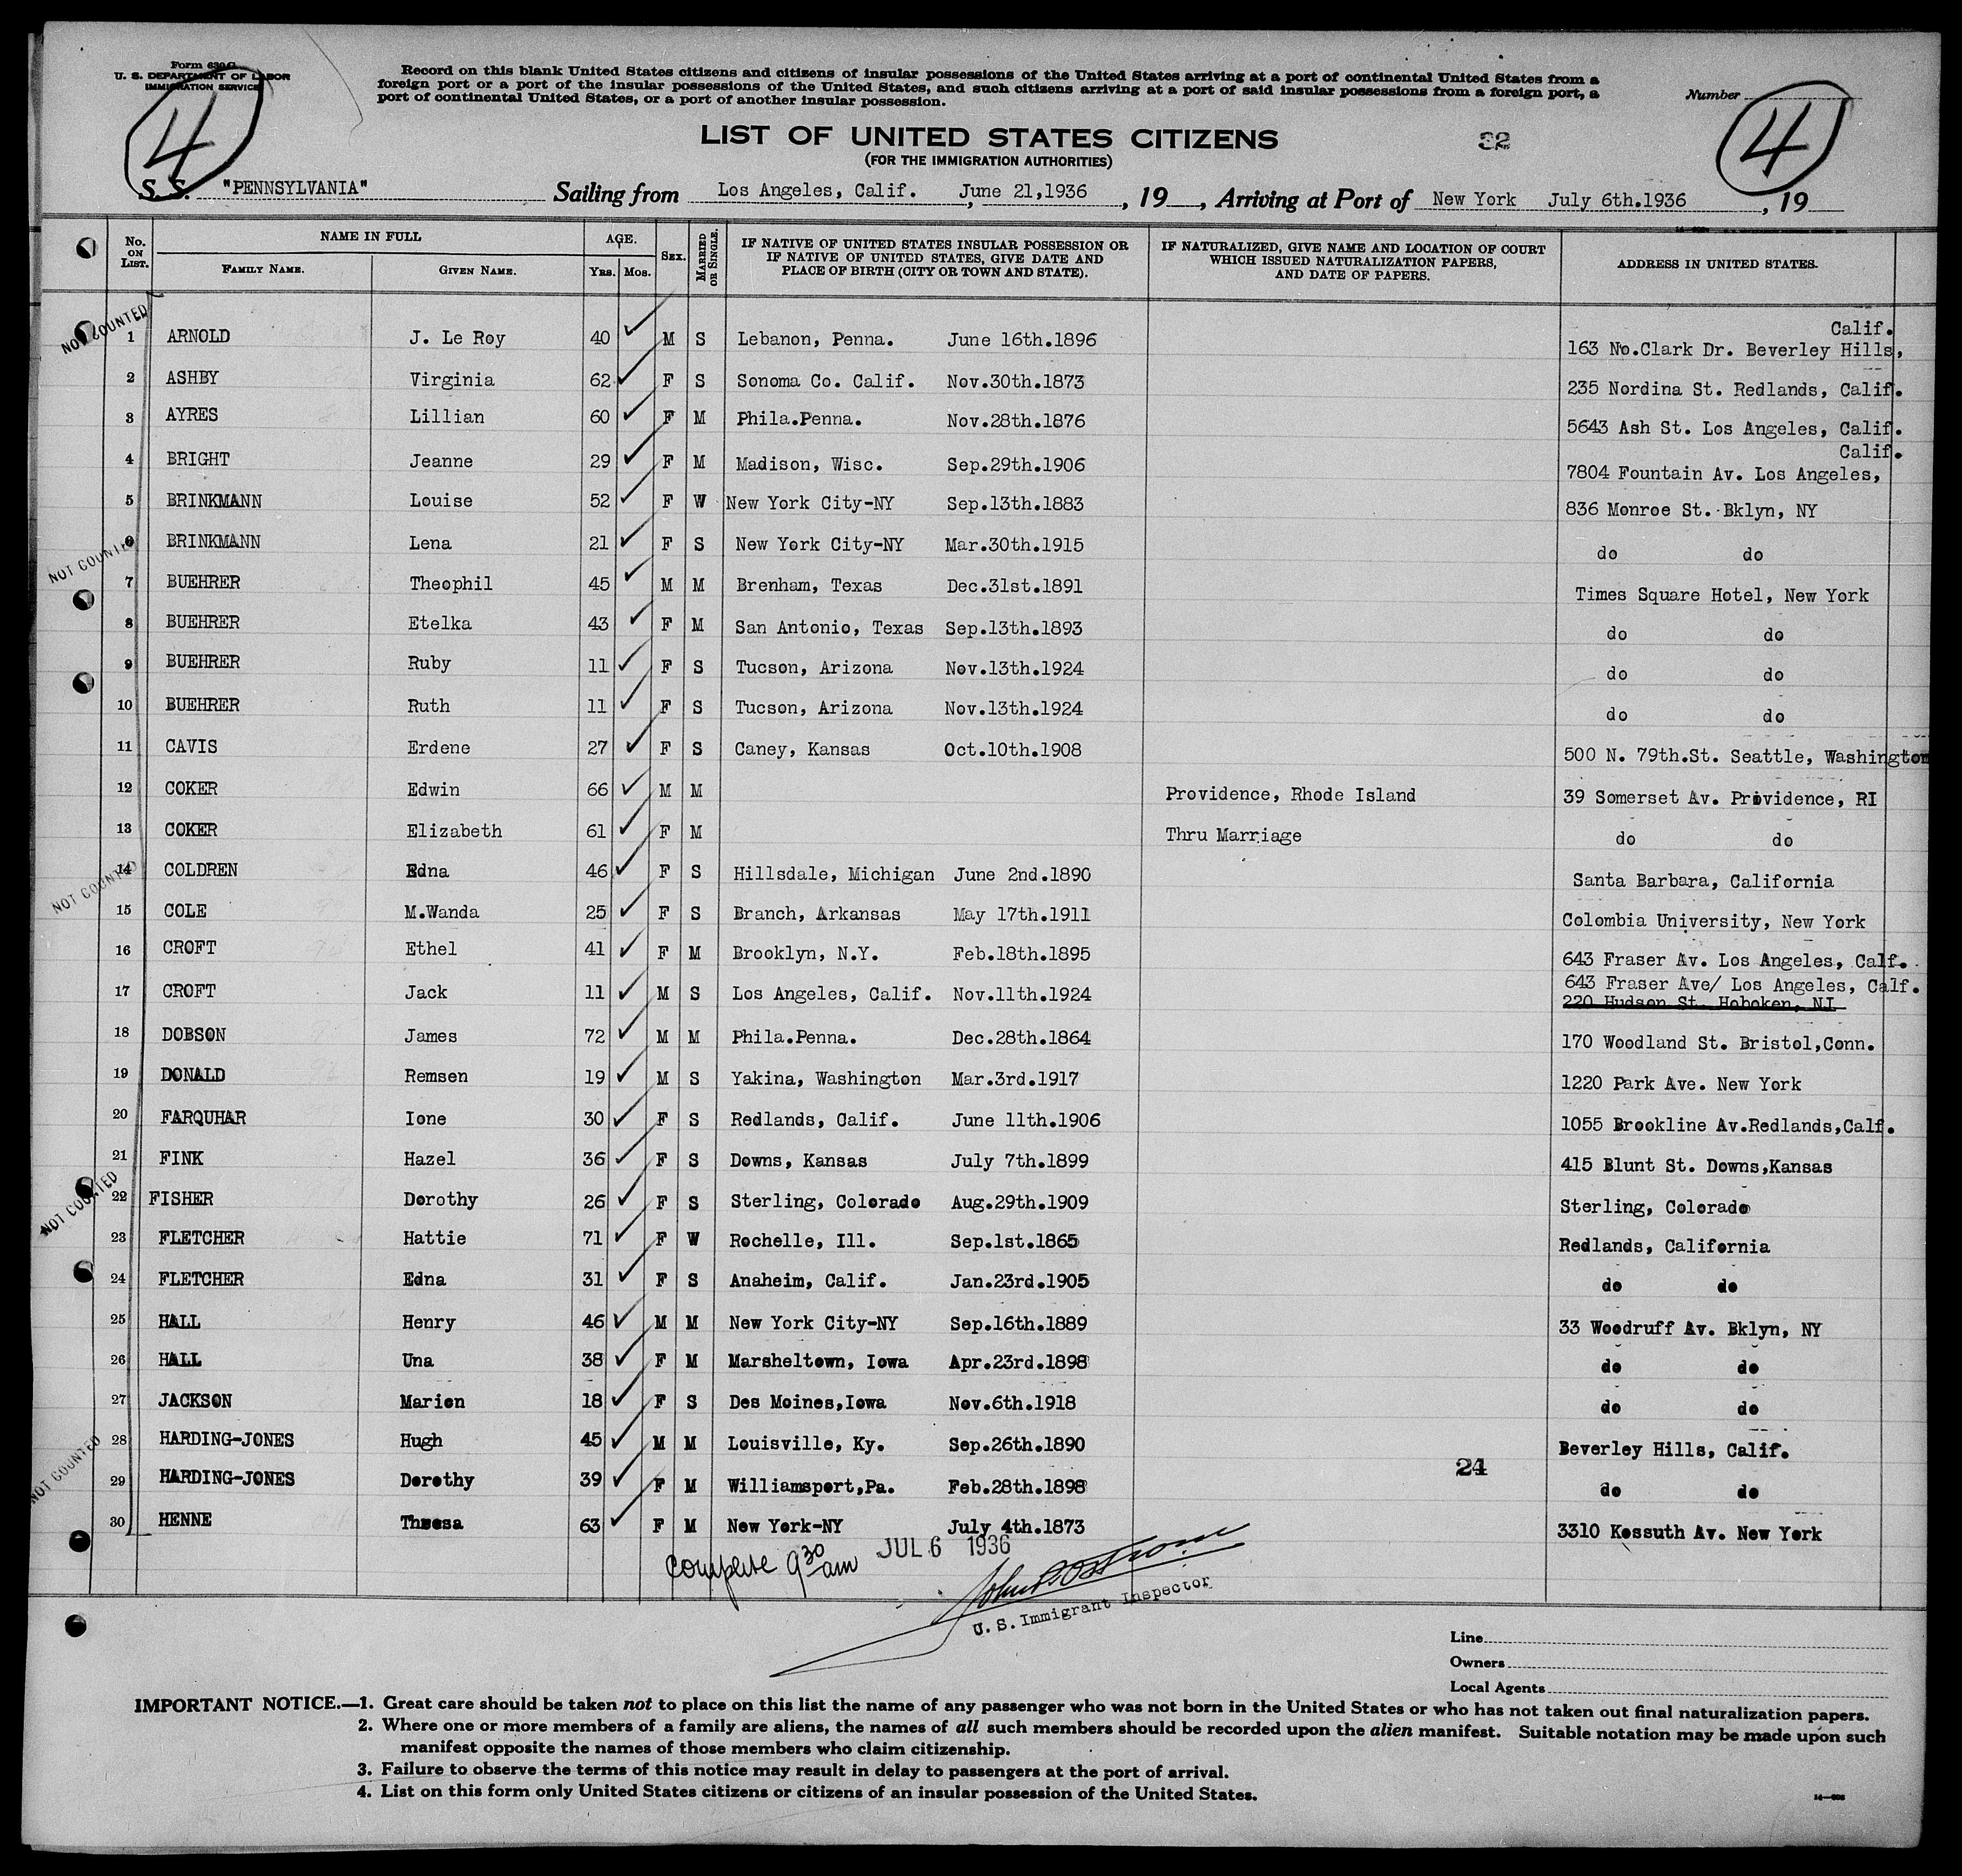 Form 630 G
U. S. DEPARTMENT OF LABOR
IMMIGRATION SERVICE
4
Record on this blank United States citizens and citizens of insular possessions of the United States arriving at a port of continental United States from a
foreign port or a port of the insular possessions of the United States, and such citizens arriving at a port of said insular possessions from a foreign port, a
port of continental United States, or a port of another insular possession.
Number
4
LIST OF UNITED STATES CITIZENS
32
(FOR THE IMMIGRATION AUTHORITIES)
S. S. "PENNSYLVANIA" Sailing from Los Angeles, Calif. June 21,1936, 19 , Arriving at Port of New York July 6th.1936, 19
No. ON LIST. NAME IN FULL FAMILY NAME. GIVEN NAME. AGE. YRS. MOS. SEX. MARRIED OR SINGLE. IF NATIVE OF UNITED STATES INSULAR POSSESSION OR IF NATIVE OF UNITED STATES, GIVE DATE AND PLACE OF BIRTH (CITY OR TOWN AND STATE). IF NATURALIZED, GIVE NAME AND LOCATION OF COURT WHICH ISSUED NATURALIZATION PAPERS, AND DATE OF PAPERS. ADDRESS IN UNITED STATES.
NOT COUNTED
1 ARNOLD J. Le Roy 40 M S Lebanon, Penna. June 16th.1896 163 No.Clark Dr. Beverley Hills, Calif.
2 ASHBY Virginia 62 F S Sonoma Co. Calif. Nov.30th.1873 235 Nordina St. Redlands, Calif.
3 AYRES Lillian 60 F M Phila.Penna. Nov.28th.1876 5643 Ash St. Los Angeles, Calif.
4 BRIGHT Jeanne 29 F M Madison, Wisc. Sep.29th.1906 7804 Fountain Av. Los Angeles, Calif.
5 BRINKMANN Louise 52 F W New York City-NY Sep.13th.1883 836 Monroe St. Bklyn, NY
6 BRINKMANN Lena 21 F S New York City-NY Mar.30th.1915 do do
NOT COUNTED
7 BUEHRER Theophil 45 M M Brenham, Texas Dec.31st.1891 Times Square Hotel, New York
8 BUEHRER Etelka 43 F M San Antonio, Texas Sep.13th.1893 do do
9 BUEHRER Ruby 11 F S Tucson, Arizona Nov.13th.1924 do do
10 BUEHRER Ruth 11 F S Tucson, Arizona Nov.13th.1924 do do
11 CAVIS Erdene 27 F S Caney, Kansas Oct.10th.1908 500 N. 79th.St. Seattle, Washington
12 COKER Edwin 66 M M Providence, Rhode Island 39 Somerset Av. Providence, RI
13 COKER Elizabeth 61 F M Thru Marriage do do
14 COLDREN Edna 46 F S Hillsdale, Michigan June 2nd.1890 Santa Barbara, California
NOT COUNTED
15 COLE M.Wanda 25 F S Branch, Arkansas May 17th.1911 Colombia University, New York
16 CROFT Ethel 41 F M Brooklyn, N.Y. Feb.18th.1895 643 Fraser Av. Los Angeles, Calf.
17 CROFT Jack 11 M S Los Angeles, Calif. Nov.11th.1924 643 Fraser Ave/ Los Angeles, Calf.
220 Hudson St. Hoboken, NJ
18 DOBSON James 72 M M Phila.Penna. Dec.28th.1864 170 Woodland St. Bristol,Conn.
19 DONALD Remsen 19 M S Yakina, Washington Mar.3rd.1917 1220 Park Ave. New York
20 FARQUHAR Ione 30 F S Redlands, Calif. June 11th.1906 1055 Brookline Av.Redlands,Calf.
21 FINK Hazel 36 F S Downs, Kansas July 7th.1899 415 Blunt St. Downs,Kansas
22 FISHER Dorothy 26 F S Sterling, Colorado Aug.29th.1909 Sterling, Colorado
NOT COUNTED
23 FLETCHER Hattie 71 F W Rochelle, Ill. Sep.1st.1865 Redlands, California
24 FLETCHER Edna 31 F S Anaheim, Calif. Jan.23rd.1905 do do
25 HALL Henry 46 M M New York City-NY Sep.16th.1889 33 Woodruff Av. Bklyn, NY
26 HALL Una 38 F M Marsheltown, Iowa Apr.23rd.1898 do do
27 JACKSON Marion 18 F S Des Moines,Iowa Nov.6th.1918 do do
28 HARDING-JONES Hugh 45 M M Louisville, Ky. Sep.26th.1890 Beverley Hills, Calif.
NOT COUNTED
24
29 HARDING-JONES Dorothy 39 F M Williamsport,Pa. Feb.28th.1898 do do
30 HENNE Thresa 63 F M New York-NY July 4th.1873 3310 Kossuth Av. New York
Complete 9 30 am JUL 6 1936
U. S. Immigrant Inspector
Line
Owners
Local Agents
IMPORTANT NOTICE.—1. Great care should be taken not to place on this list the name of any passenger who was not born in the United States or who has not taken out final naturalization papers.
2. Where one or more members of a family are aliens, the names of all such members should be recorded upon the alien manifest. Suitable notation may be made upon such
manifest opposite the names of those members who claim citizenship.
3. Failure to observe the terms of this notice may result in delay to passengers at the port of arrival.
4. List on this form only United States citizens or citizens of an insular possession of the United States.